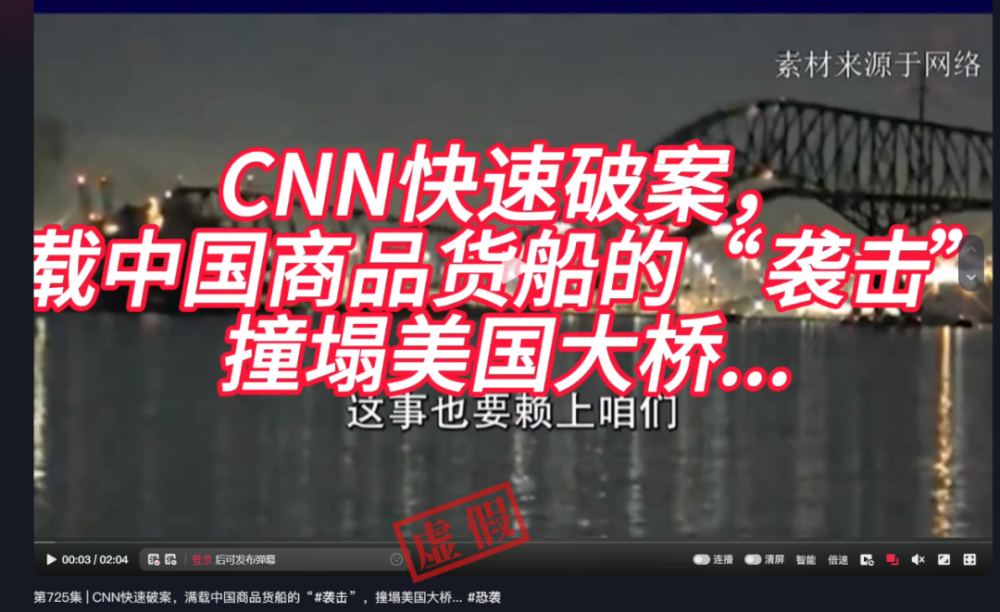 素材来源于网络
CNN快速破案，
载中国商品货船的“袭击”
撞塌美国大桥...
这事也要赖上咱们
虚假
00:03 / 02:04
登录 后可发布弹幕
连播
清屏
智能
倍速
第725集 | CNN快速破案，满载中国商品货船的“#袭击”，撞塌美国大桥... #恐袭